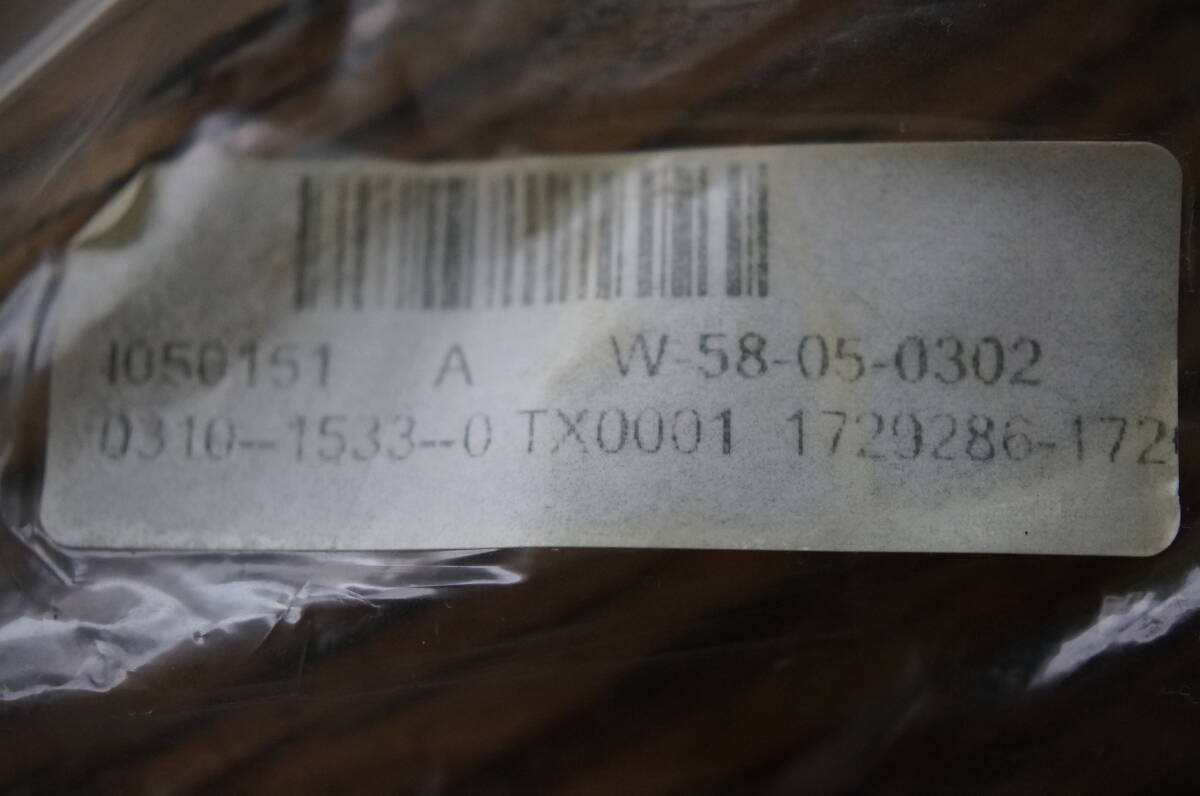 I050151 A W-58-05-0302
0310--1533--0 TX0001 1729286-172